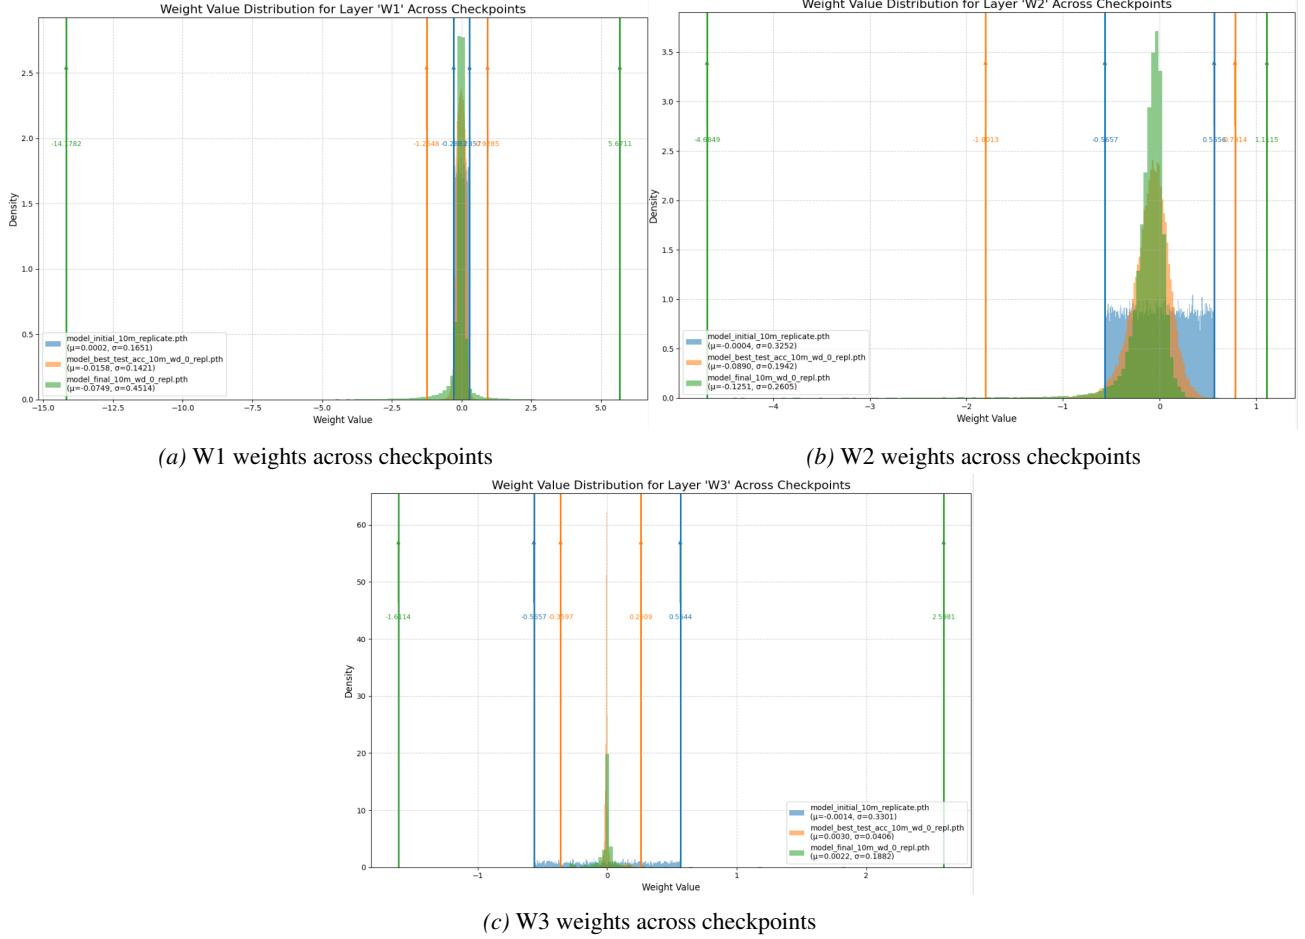 Weight Value Distribution for Layer 'W1' Across Checkpoints
Density
2.5
2.0
1.5
1.0
0.5
0.0
-14.1782
-1.2548
5.6711
model_initial_10m_replicate.pth
(μ=0.0002, σ=0.1651)
model_best_test_acc_10m_wd_0_repl.pth
(μ=-0.0158, σ=0.1421)
model_final_10m_wd_0_repl.pth
(μ=-0.0749, σ=0.4514)
−15.0 −12.5 −10.0 −7.5 −5.0 −2.5 0.0 2.5 5.0
Weight Value
(a) W1 weights across checkpoints
Weight Value Distribution for Layer 'W2' Across Checkpoints
Density
3.5
3.0
2.5
2.0
1.5
1.0
0.5
0.0
-1.8013
-0.5657
0.5656
1.1115
model_initial_10m_replicate.pth
(μ=-0.0004, σ=0.3252)
model_best_test_acc_10m_wd_0_repl.pth
(μ=-0.0890, σ=0.1942)
model_final_10m_wd_0_repl.pth
(μ=-0.1251, σ=0.2605)
−4 −3 −2 −1 0 1
Weight Value
(b) W2 weights across checkpoints
Weight Value Distribution for Layer 'W3' Across Checkpoints
Density
60
50
40
30
20
10
0
-1.6114
-0.5657
-0.3597
0.5644
model_initial_10m_replicate.pth
(μ=-0.0014, σ=0.3301)
model_best_test_acc_10m_wd_0_repl.pth
(μ=0.0030, σ=0.0406)
model_final_10m_wd_0_repl.pth
(μ=0.0022, σ=0.1882)
−1 0 1 2
Weight Value
(c) W3 weights across checkpoints